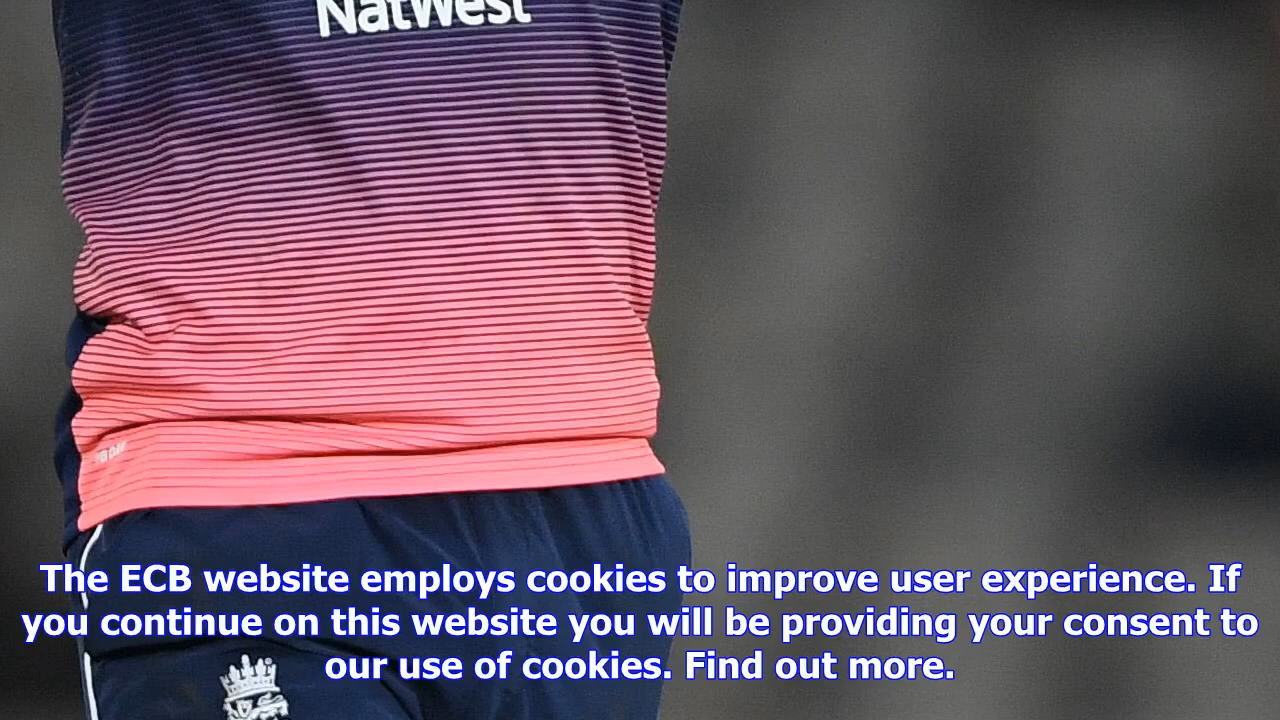 NatWest
The ECB website employs cookies to improve user experience. If
you continue on this website you will be providing your consent to
our use of cookies. Find out more.